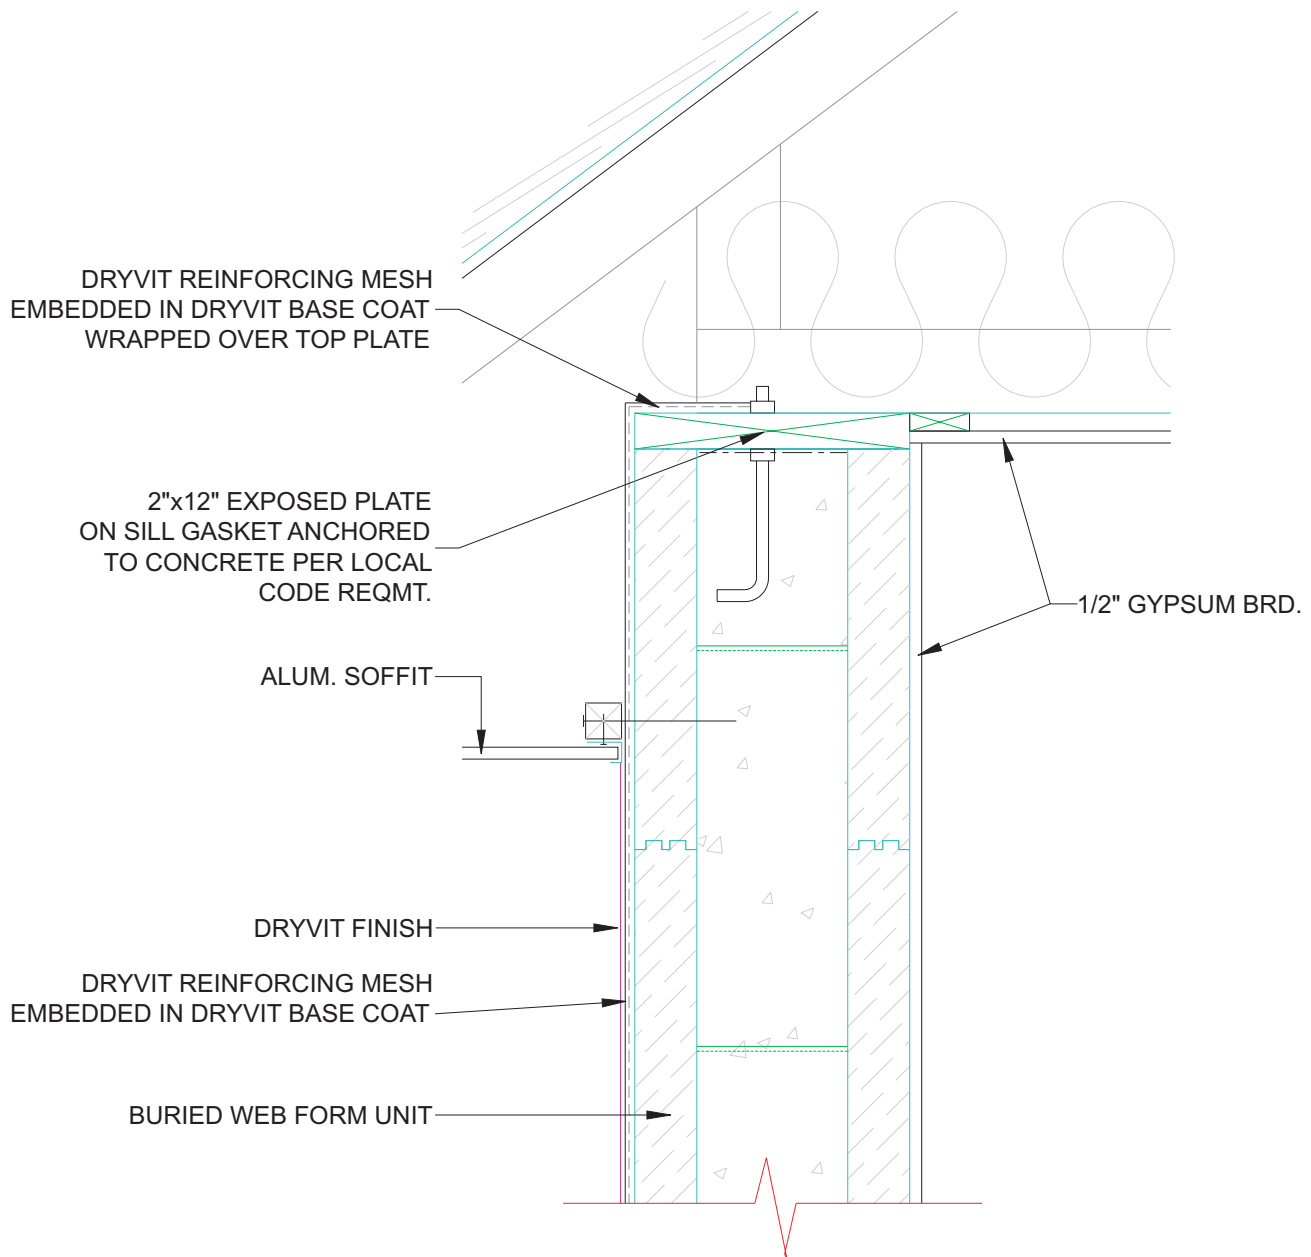 DRYVIT REINFORCING MESH
EMBEDDED IN DRYVIT BASE COAT
WRAPPED OVER TOP PLATE
2"x12" EXPOSED PLATE
ON SILL GASKET ANCHORED
TO CONCRETE PER LOCAL
CODE REQMT.
1/2" GYPSUM BRD.
ALUM. SOFFIT
DRYVIT FINISH
DRYVIT REINFORCING MESH
EMBEDDED IN DRYVIT BASE COAT
BURIED WEB FORM UNIT